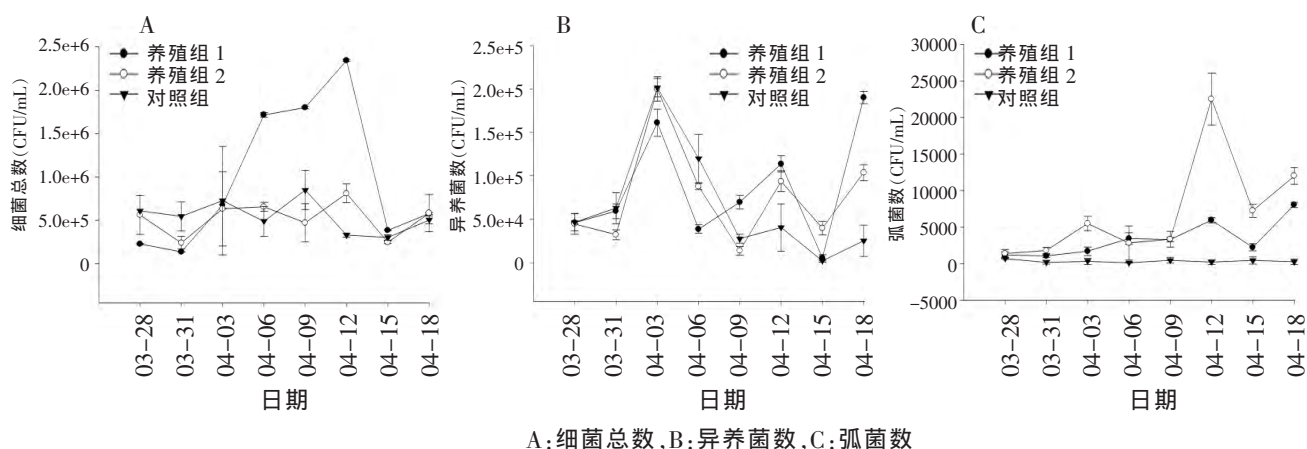 A
细菌总数(CFU/mL)
2.5e+6
2.0e+6
1.5e+6
1.0e+6
5.0e+5
0
养殖组 1
养殖组 2
对照组
03-28
03-31
04-03
04-06
04-09
04-12
04-15
04-18
日期
B
异养菌数(CFU/mL)
2.5e+5
2.0e+5
1.5e+5
1.0e+5
5.0e+4
0
养殖组 1
养殖组 2
对照组
03-28
03-31
04-03
04-06
04-09
04-12
04-15
04-18
日期
C
弧菌数(CFU/mL)
30000
25000
20000
15000
10000
5000
0
-5000
养殖组 1
养殖组 2
对照组
03-28
03-31
04-03
04-06
04-09
04-12
04-15
04-18
日期
A:细菌总数,B:异养菌数,C:弧菌数